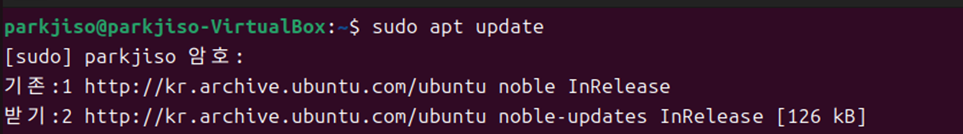 parkjiso@parkjiso-VirtualBox:~$ sudo apt update
[sudo] parkjiso 암호:
기존:1 http://kr.archive.ubuntu.com/ubuntu noble InRelease
받기:2 http://kr.archive.ubuntu.com/ubuntu noble-updates InRelease [126 kB]